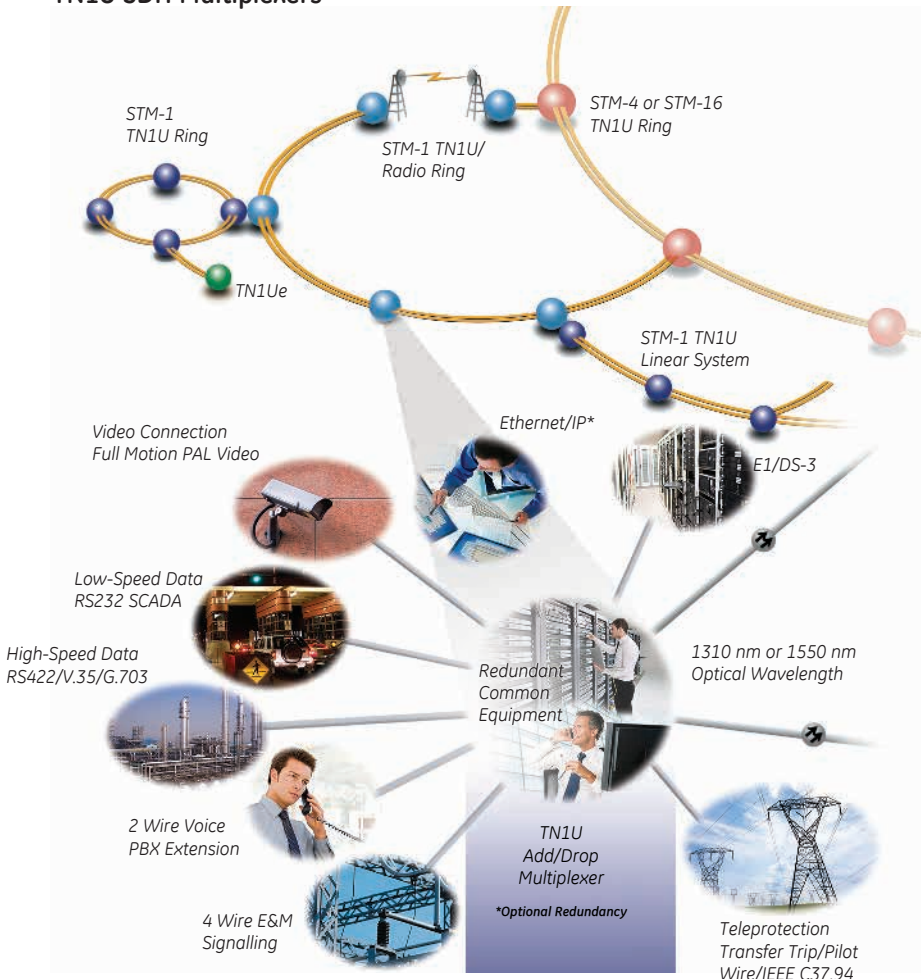 TN1U SDH Multiplexers
STM-1
TN1U Ring
STM-1 TN1U/
Radio Ring
STM-4 or STM-16
TN1U Ring
TN1Ue
STM-1 TN1U
Linear System
Video Connection
Full Motion PAL Video
Ethernet/IP*
E1/DS-3
Low-Speed Data
RS232 SCADA
High-Speed Data
RS422/V.35/G.703
Redundant
Common
Equipment
1310 nm or 1550 nm
Optical Wavelength
2 Wire Voice
PBX Extension
4 Wire E&M
Signalling
TN1U
Add/Drop
Multiplexer
*Optional Redundancy
Teleprotection
Transfer Trip/Pilot
Wire/IEEE C37.94